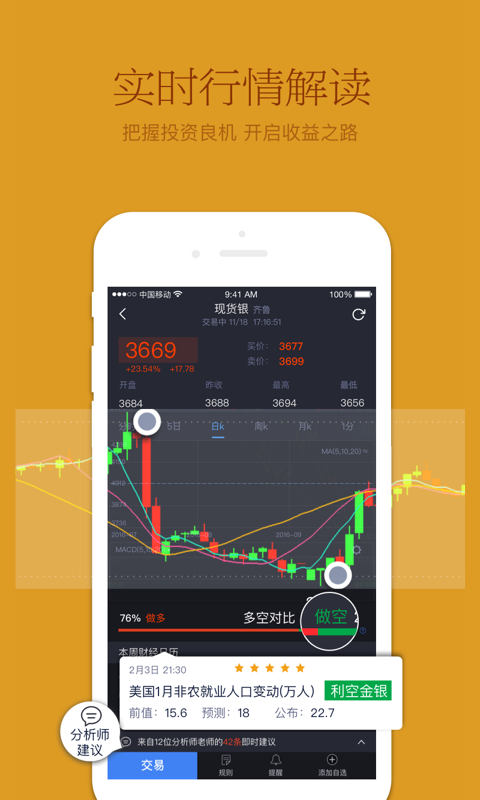 实时行情解读
把握投资良机 开启收益之路
中国移动 9:41 AM 100%
现货银 齐鲁
交易中 11/18 17:16:51
3669
+23.54% +17.78
买价: 3677
卖价: 3699
开盘 昨收 最高 最低
3684 3688 3694 3656
5日 日k 周k 月k 1分
MA(5,10,20)
4019
3736
2016-08 2016-09
MACD(5,10
76% 做多 多空对比 做空
本周财经日历
2月3日 21:30
美国1月非农就业人口变动(万人) 利空金银
前值: 15.6 预测: 18 公布: 22.7
分析师
建议
来自12位分析师老师的42条即时建议
交易 规则 提醒 添加自选